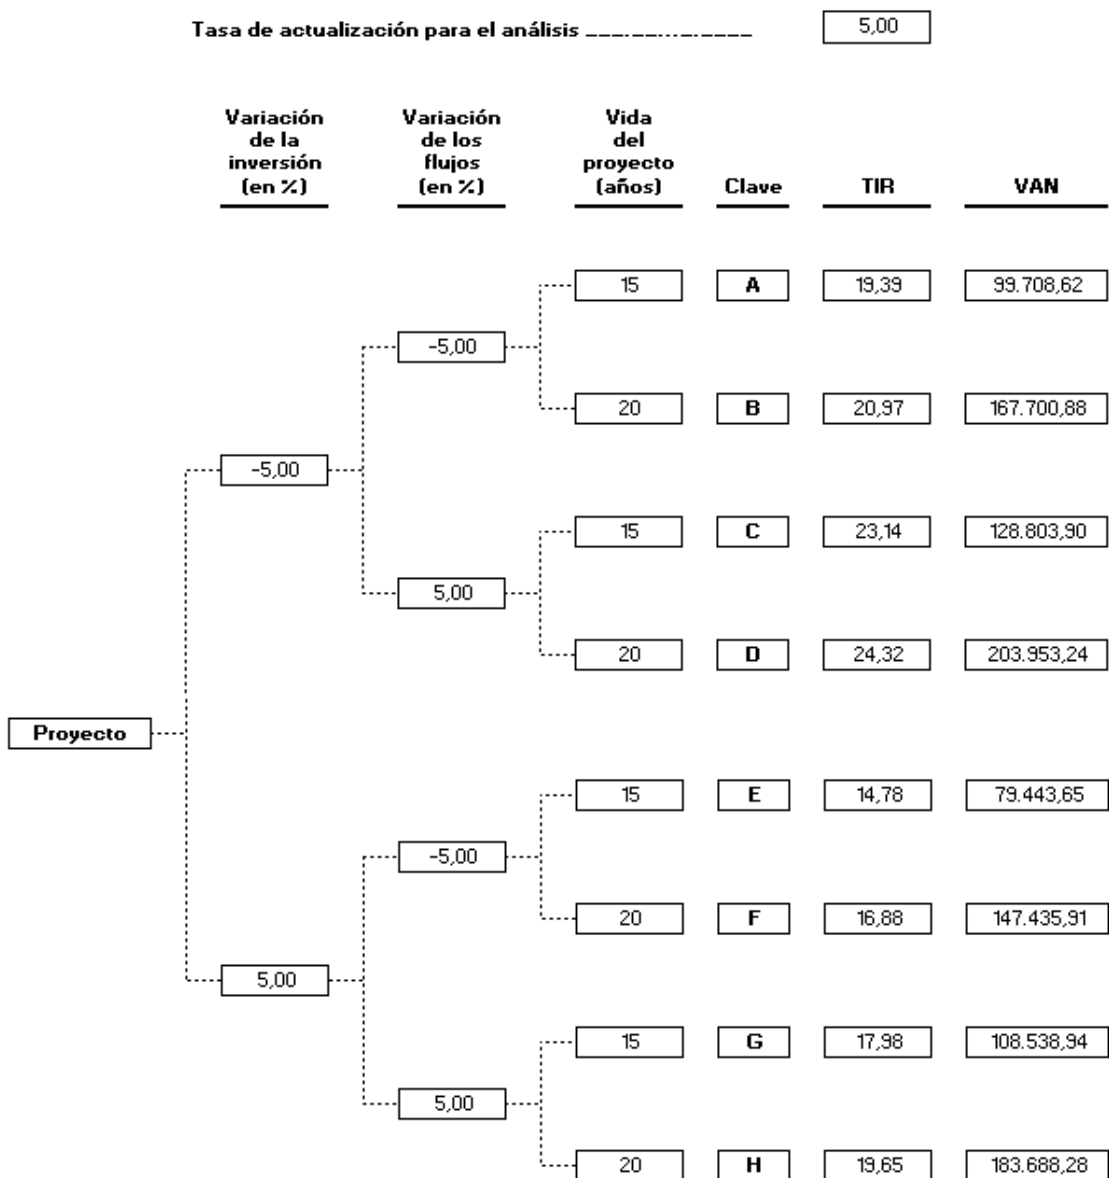 Tasa de actualización para el análisis 5,00
Variación de la inversión (en %)
Variación de los flujos (en %)
Vida del proyecto (años)
Clave
TIR
VAN
15 A 19,39 99.708,62
-5,00
20 B 20,97 167.700,88
-5,00
15 C 23,14 128.803,90
5,00
20 D 24,32 203.953,24
Proyecto
15 E 14,78 79.443,65
-5,00
20 F 16,88 147.435,91
5,00
15 G 17,98 108.538,94
5,00
20 H 19,65 183.688,28